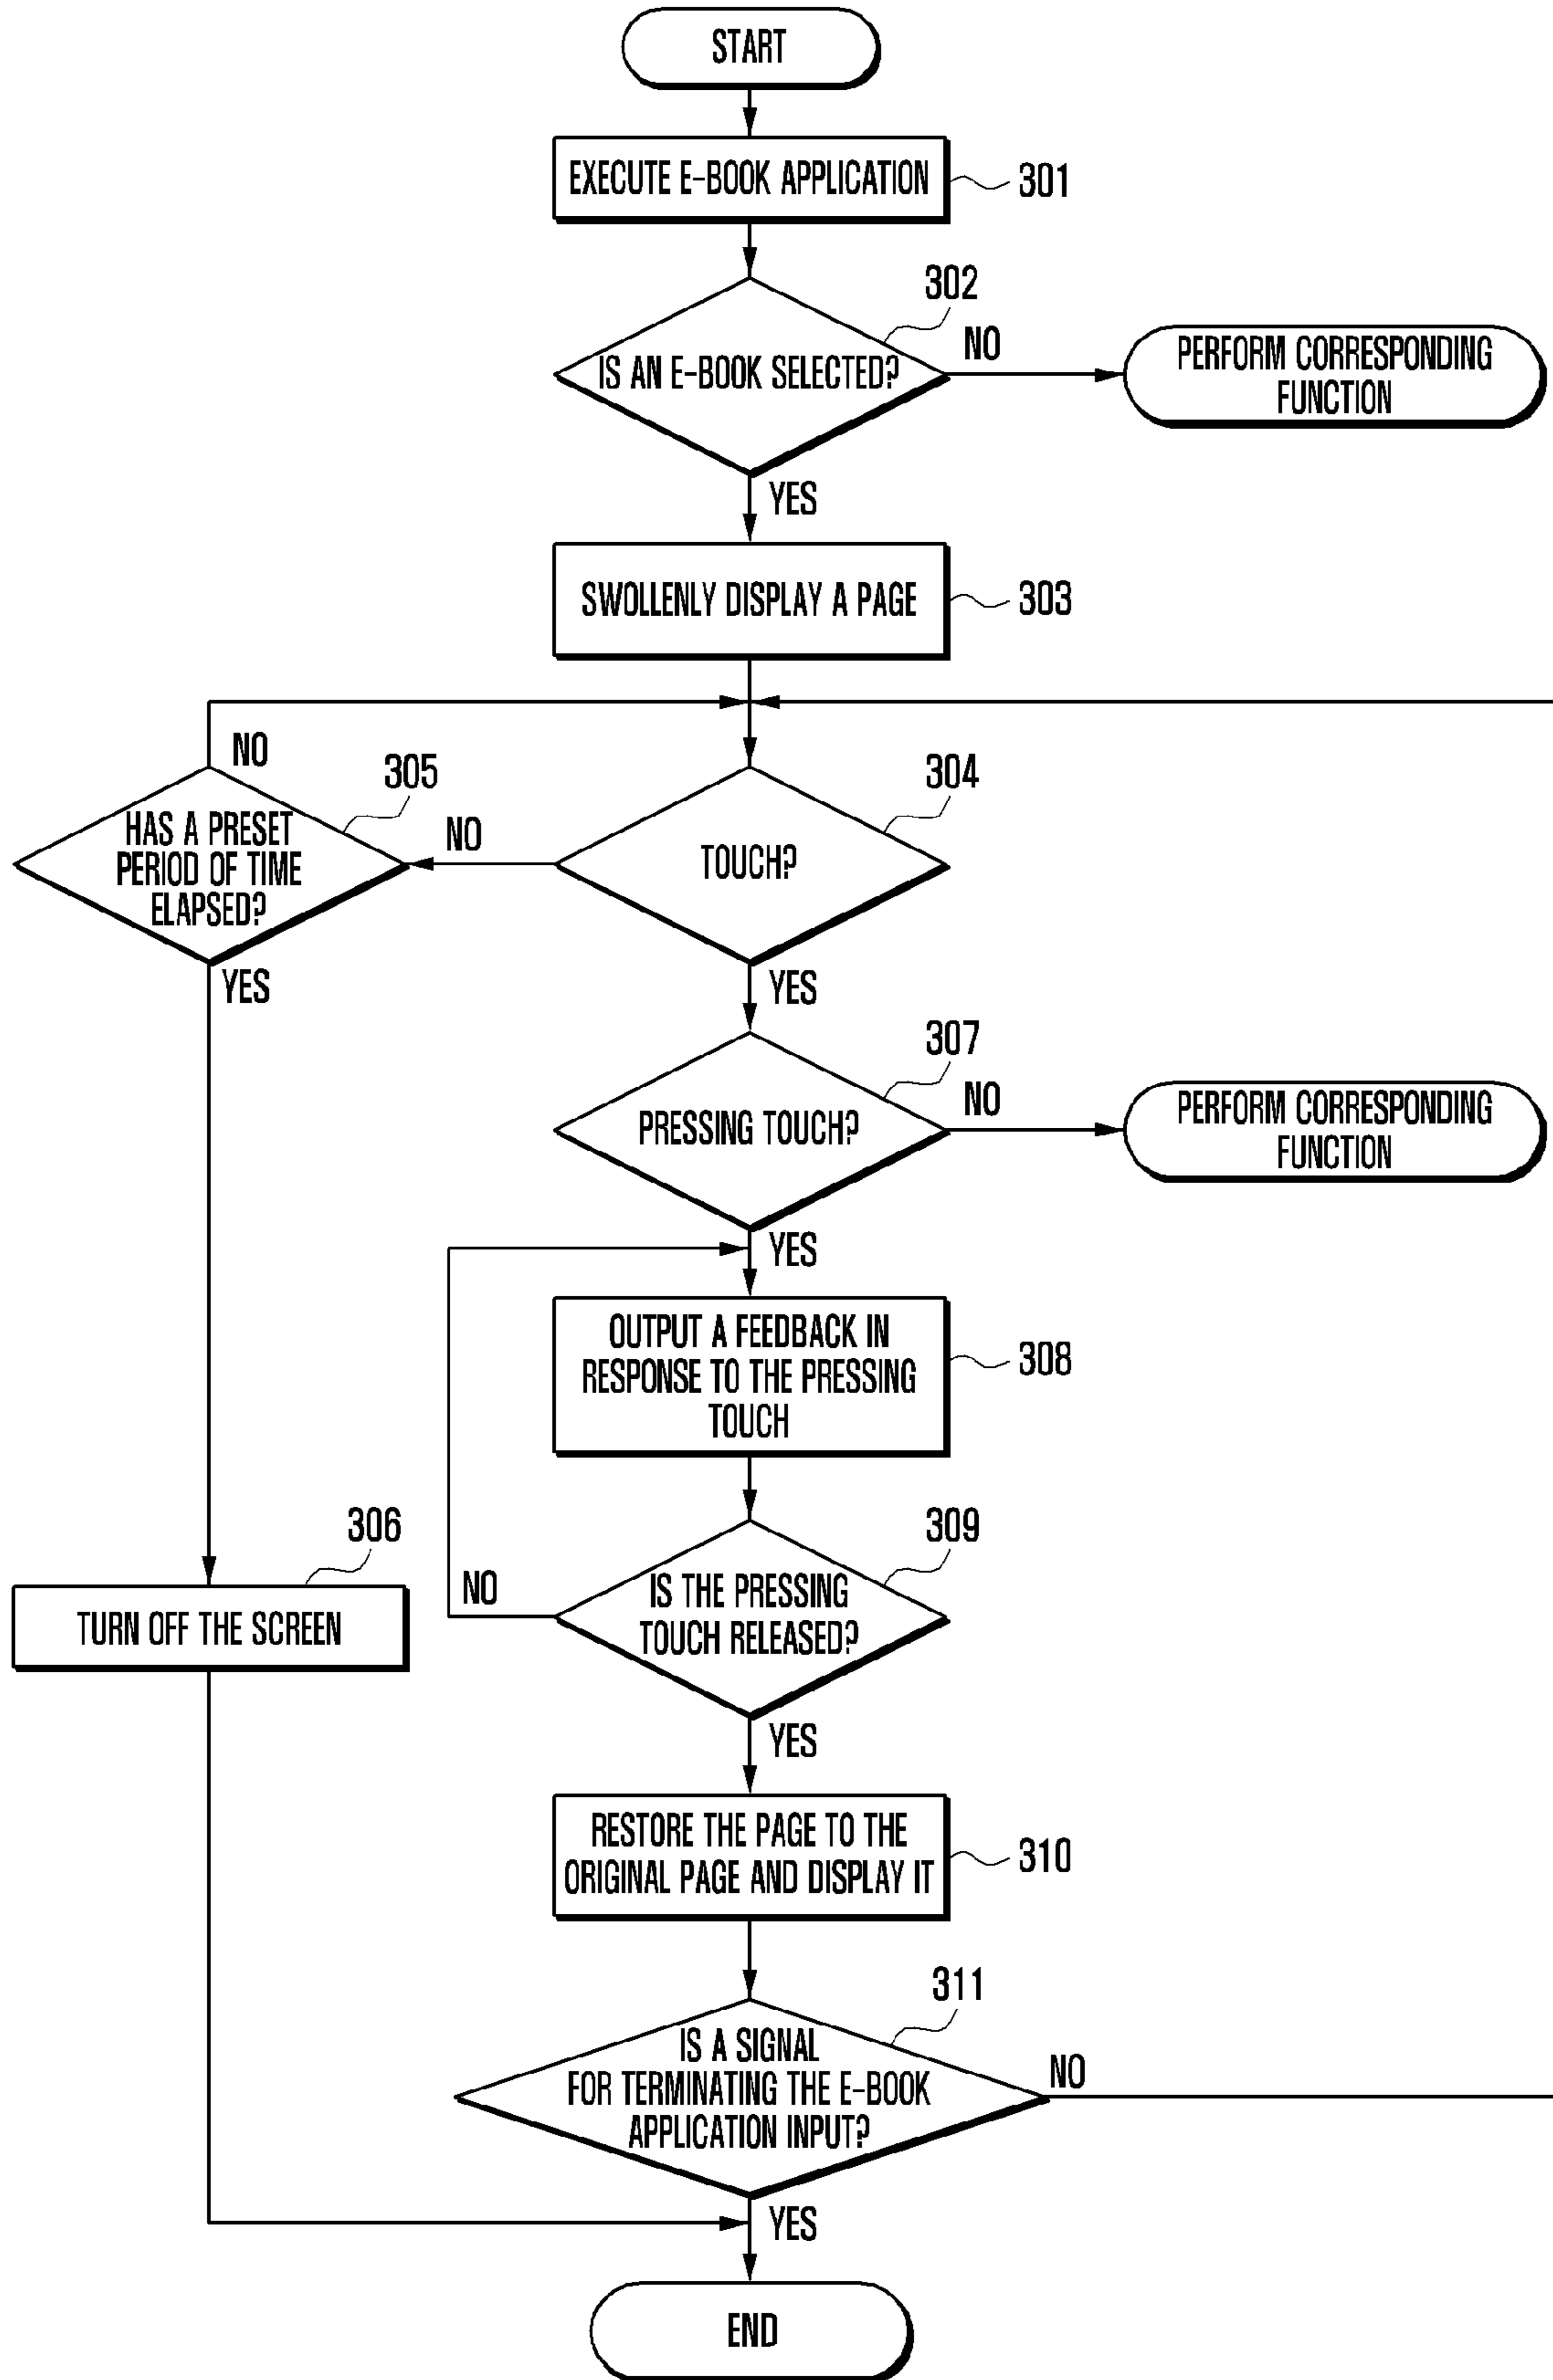 START
EXECUTE E-BOOK APPLICATION
301
302
IS AN E-BOOK SELECTED?
NO
PERFORM CORRESPONDING
FUNCTION
YES
SWOLLENLY DISPLAY A PAGE
303
NO
305
HAS A PRESET
PERIOD OF TIME
ELAPSED?
NO
304
TOUCH?
YES
YES
307
PRESSING TOUCH?
NO
PERFORM CORRESPONDING
FUNCTION
YES
OUTPUT A FEEDBACK IN
RESPONSE TO THE PRESSING
TOUCH
308
306
TURN OFF THE SCREEN
309
IS THE PRESSING
TOUCH RELEASED?
NO
YES
RESTORE THE PAGE TO THE
ORIGINAL PAGE AND DISPLAY IT
310
311
IS A SIGNAL
FOR TERMINATING THE E-BOOK
APPLICATION INPUT?
NO
YES
END